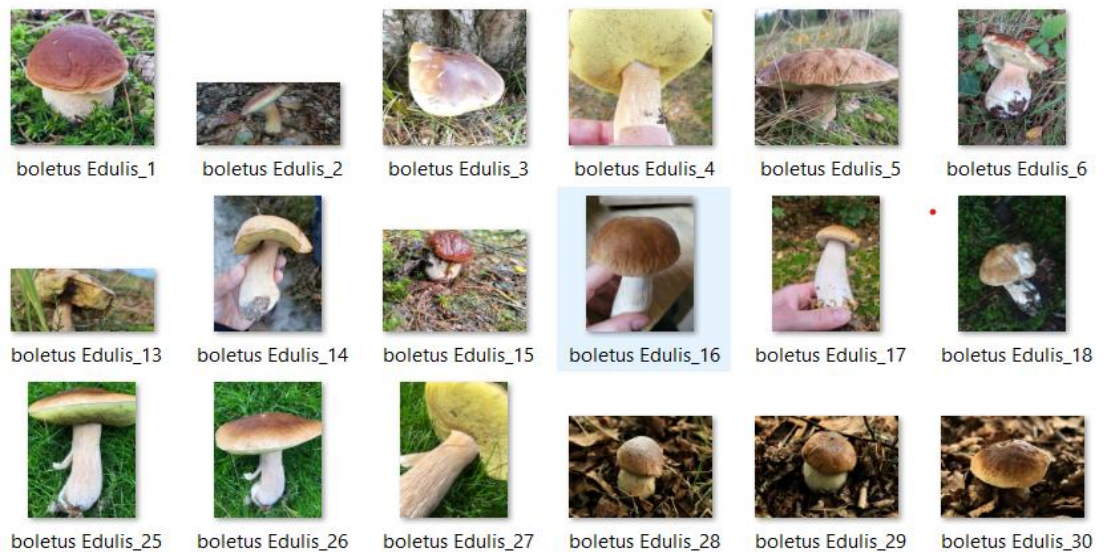 boletus Edulis_1
boletus Edulis_2
boletus Edulis_3
boletus Edulis_4
boletus Edulis_5
boletus Edulis_6
boletus Edulis_13
boletus Edulis_14
boletus Edulis_15
boletus Edulis_16
boletus Edulis_17
boletus Edulis_18
boletus Edulis_25
boletus Edulis_26
boletus Edulis_27
boletus Edulis_28
boletus Edulis_29
boletus Edulis_30